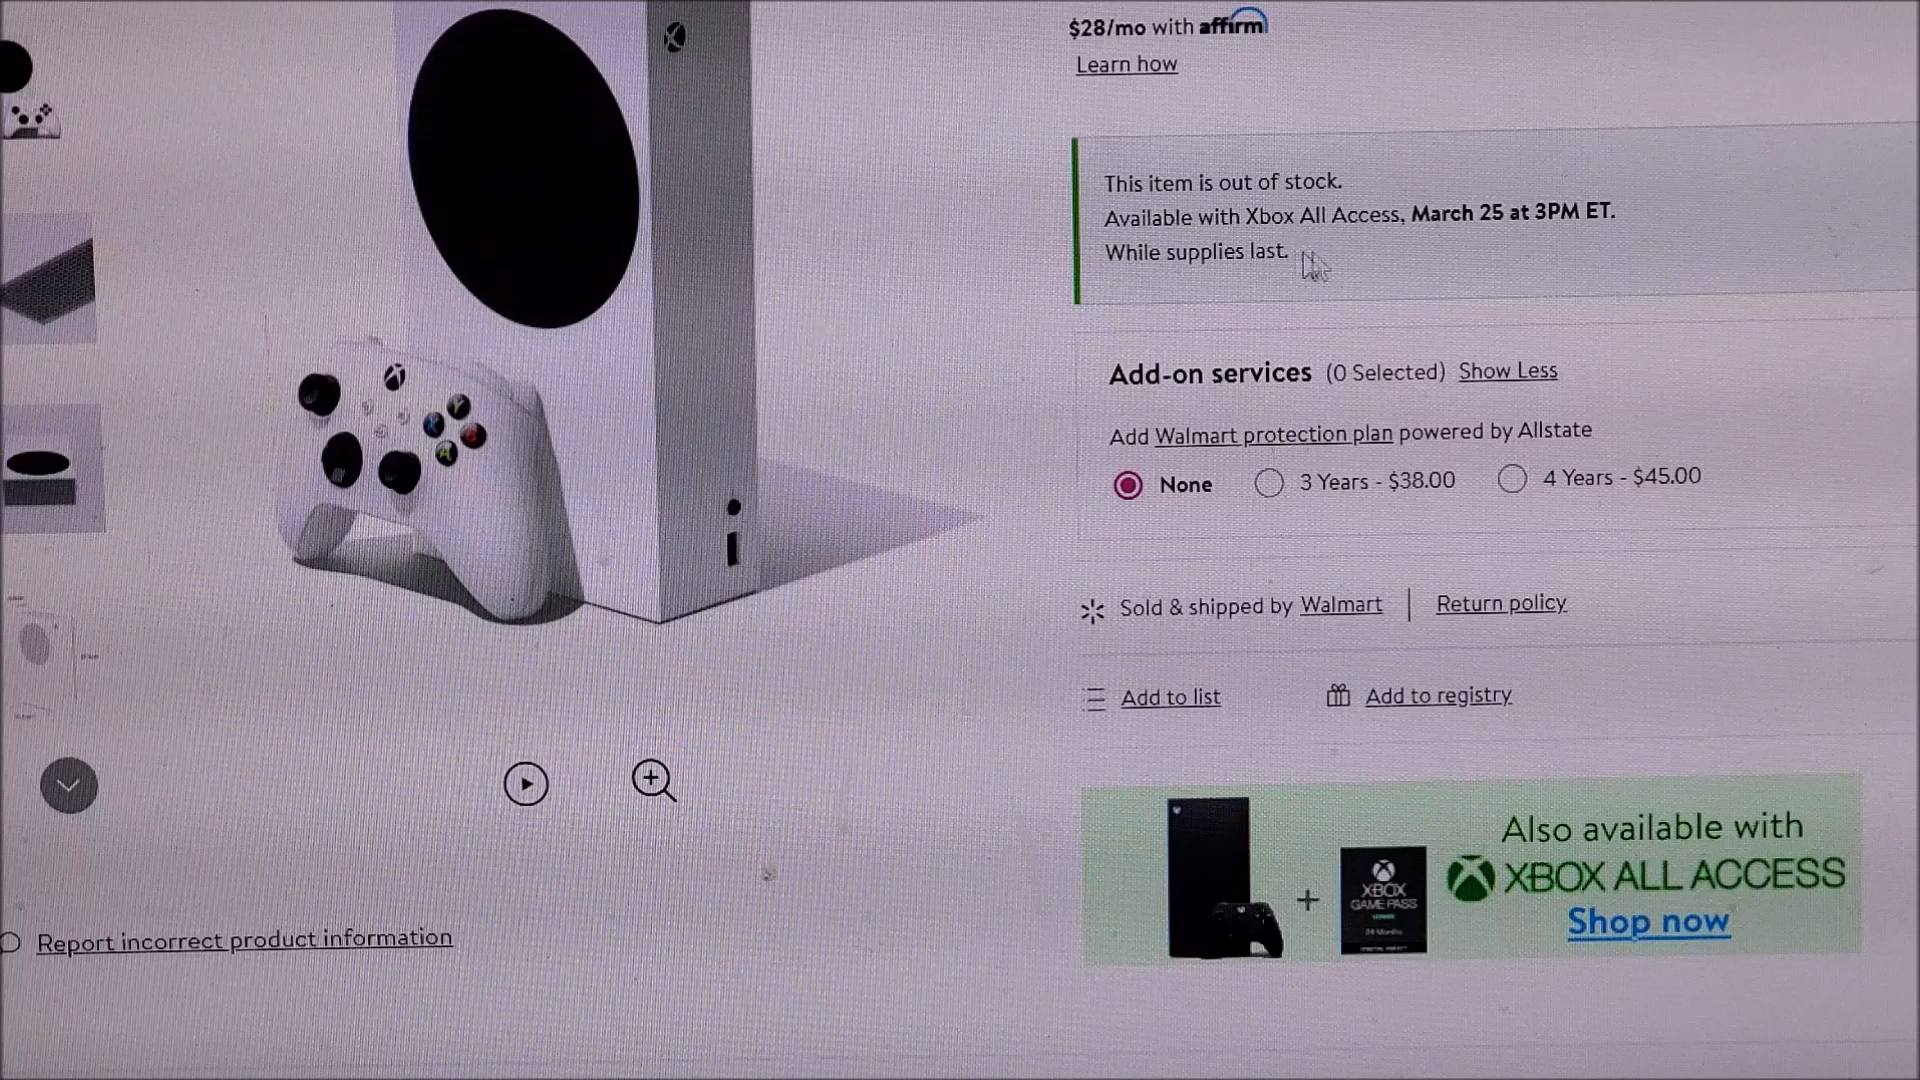 $28/mo with affirm
Learn how
This item is out of stock.
Available with Xbox All Access, March 25 at 3PM ET.
While supplies last.
Add-on services (0 Selected) Show Less
Add Walmart protection plan powered by Allstate
None 3 Years - $38.00 4 Years - $45.00
Sold & shipped by Walmart | Return policy
Add to list Add to registry
Also available with
XBOX ALL ACCESS
Shop now
+
XBOX
GAME PASS
24 Months
Y
X
B
A
Report incorrect product information